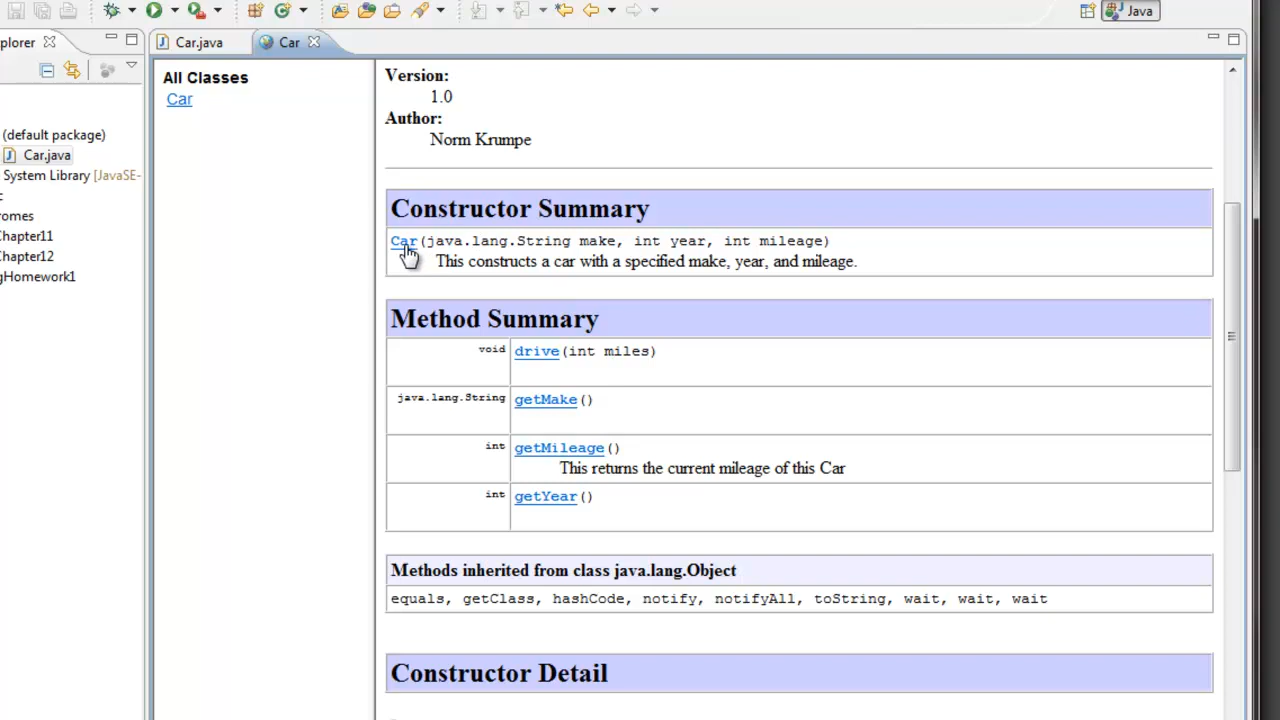 Java
plorer
Car.java
Car
All Classes
Car
(default package)
Car.java
System Library [JavaSE-
romes
Chapter11
Chapter12
gHomework1
Version:
1.0
Author:
Norm Krumpe
Constructor Summary
Car(java.lang.String make, int year, int mileage)
This constructs a car with a specified make, year, and mileage.
Method Summary
void drive(int miles)
java.lang.String getMake()
int getMileage()
This returns the current mileage of this Car
int getYear()
Methods inherited from class java.lang.Object
equals, getClass, hashCode, notify, notifyAll, toString, wait, wait, wait
Constructor Detail